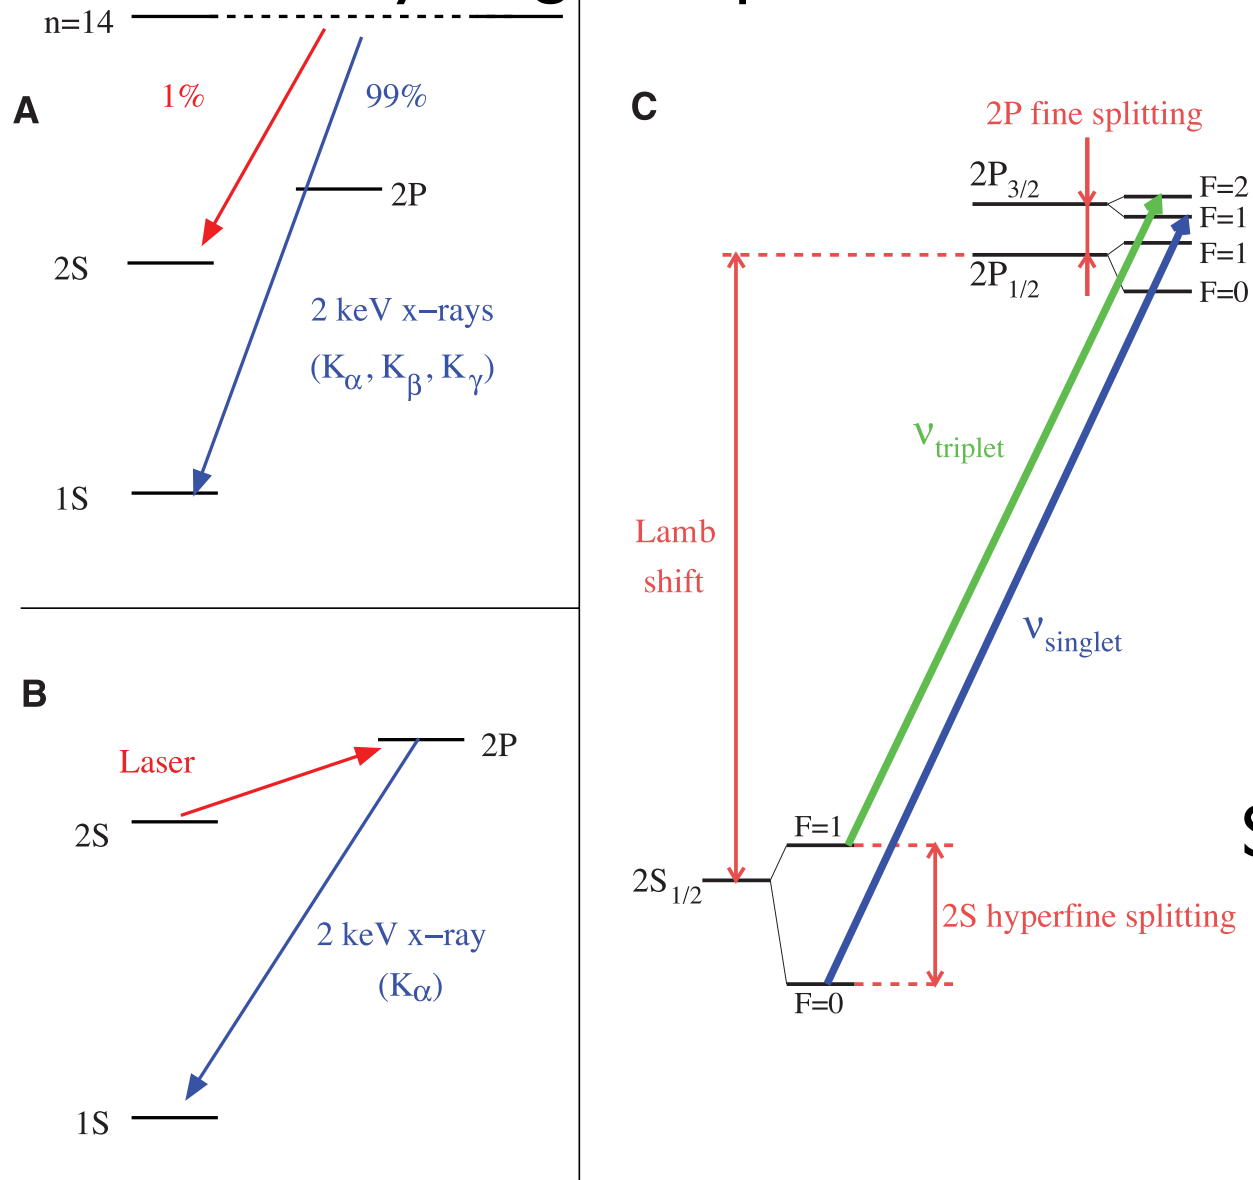 n=14
A
1%
99%
2P
2S
2 keV x−rays
(Kα, Kβ, Kγ)
1S
B
Laser
2P
2S
2 keV x−ray
(Kα)
1S
C
2P fine splitting
2P3/2
F=2
F=1
F=1
2P1/2
F=0
νtriplet
Lamb
shift
νsinglet
F=1
2S1/2
2S hyperfine splitting
F=0